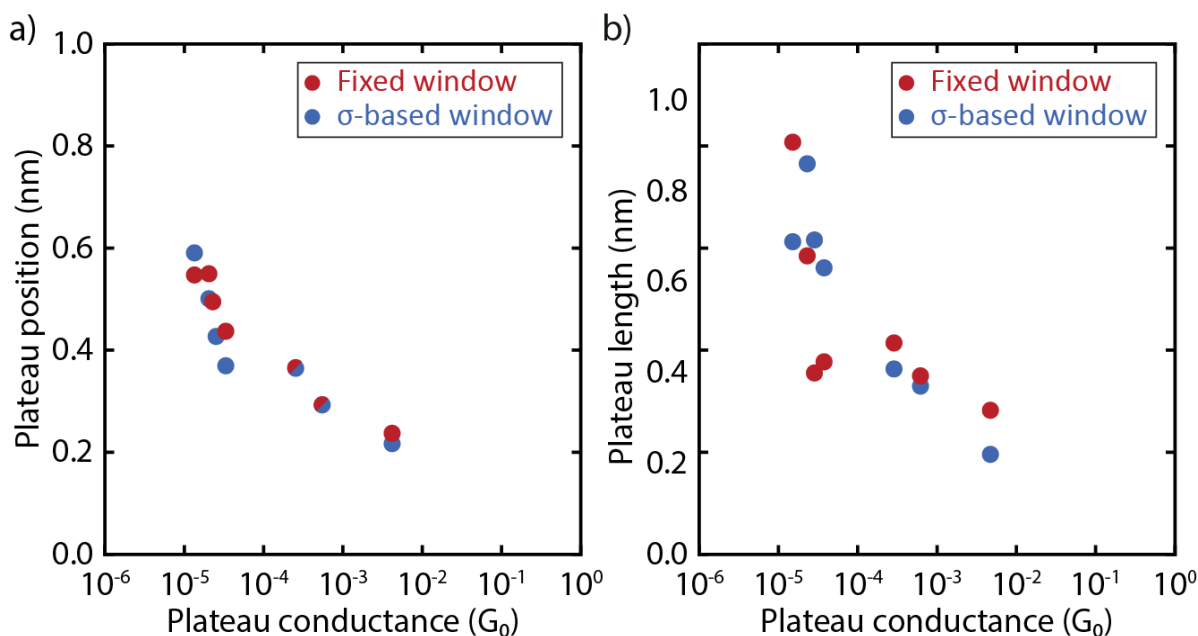 a)
Plateau position (nm)
1.0
0.8
0.6
0.4
0.2
0.0
Fixed window
σ-based window
10⁻⁶ 10⁻⁵ 10⁻⁴ 10⁻³ 10⁻² 10⁻¹ 10⁰
Plateau conductance (G₀)
b)
Plateau length (nm)
1.0
0.8
0.6
0.4
0.2
0.0
Fixed window
σ-based window
10⁻⁶ 10⁻⁵ 10⁻⁴ 10⁻³ 10⁻² 10⁻¹ 10⁰
Plateau conductance (G₀)